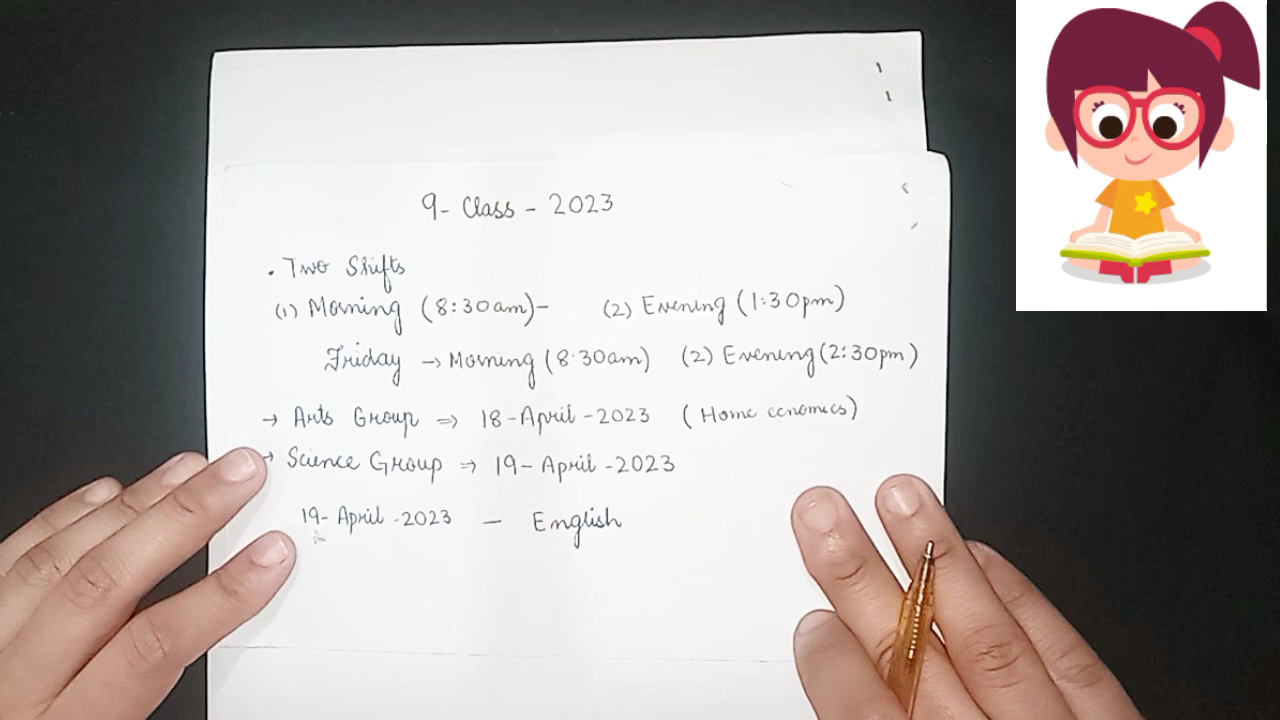 9- Class - 2023
. Two Shifts
(1) Morning (8:30am)- (2) Evening (1:30pm)
Friday → Morning (8:30am) (2) Evening (2:30pm)
→ Arts Group ⇒ 18-April-2023 (Home cenomics)
→ Science Group ⇒ 19-April-2023
19-April-2023 - English